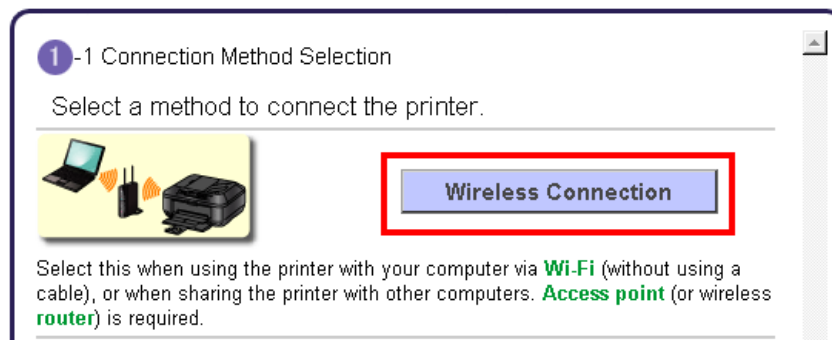 1-1 Connection Method Selection
Select a method to connect the printer.
Wireless Connection
Select this when using the printer with your computer via Wi-Fi (without using a
cable), or when sharing the printer with other computers. Access point (or wireless
router) is required.